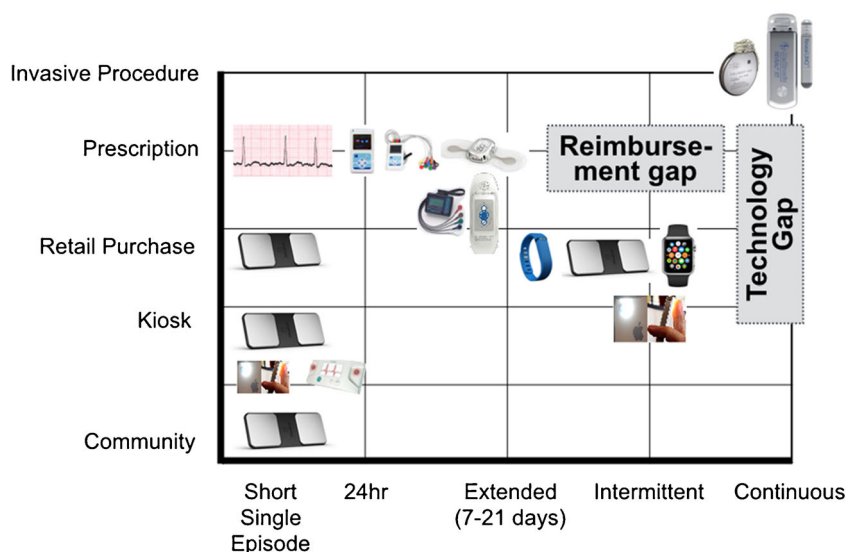 Invasive Procedure
Prescription
Reimburse-
ment gap
Technology
Gap
Retail Purchase
Kiosk
Community
Short
Single
Episode
24hr
Extended
(7-21 days)
Intermittent
Continuous